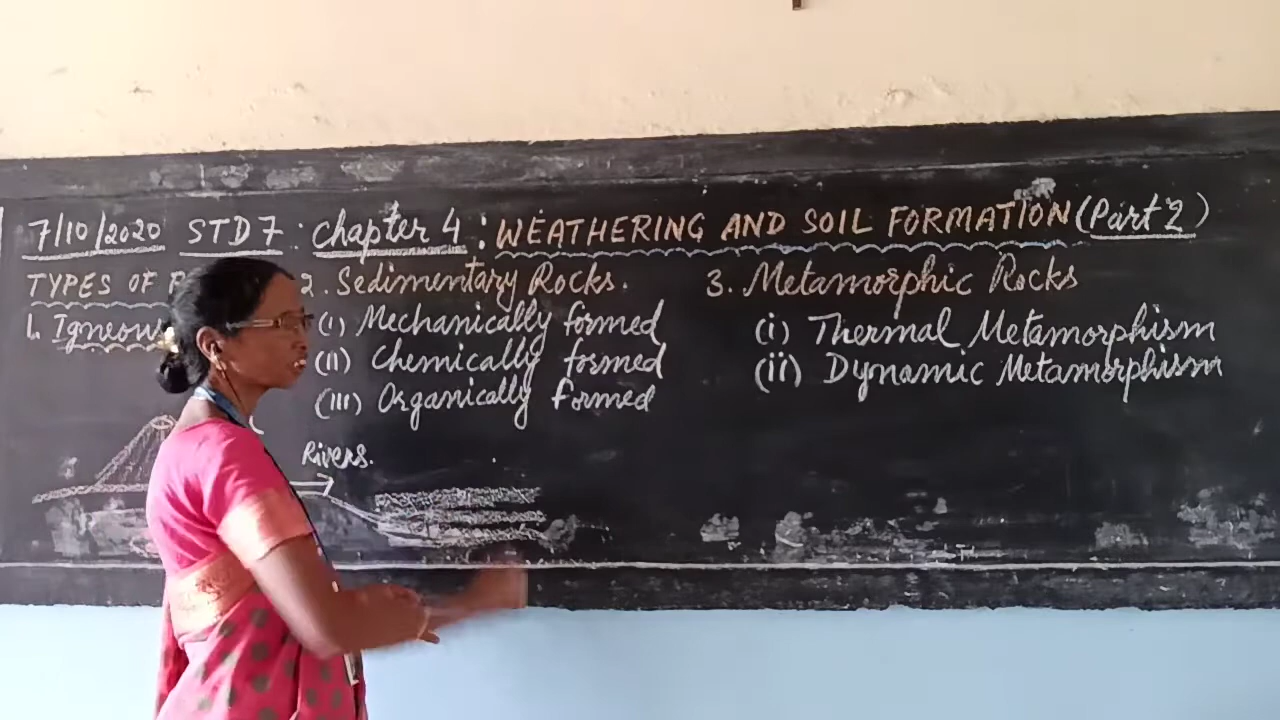 7/10/2020 STD 7 : Chapter 4 : WEATHERING AND SOIL FORMATION (Part 2)
TYPES OF
1. Igneous
2. Sedimentary Rocks.
(i) Mechanically formed
(ii) Chemically formed
(iii) Organically formed
Rivers.
3. Metamorphic Rocks
(i) Thermal Metamorphism
(ii) Dynamic Metamorphism